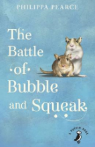 PHILIPPA PEARCE
The Battle
of Bubble
and Squeak